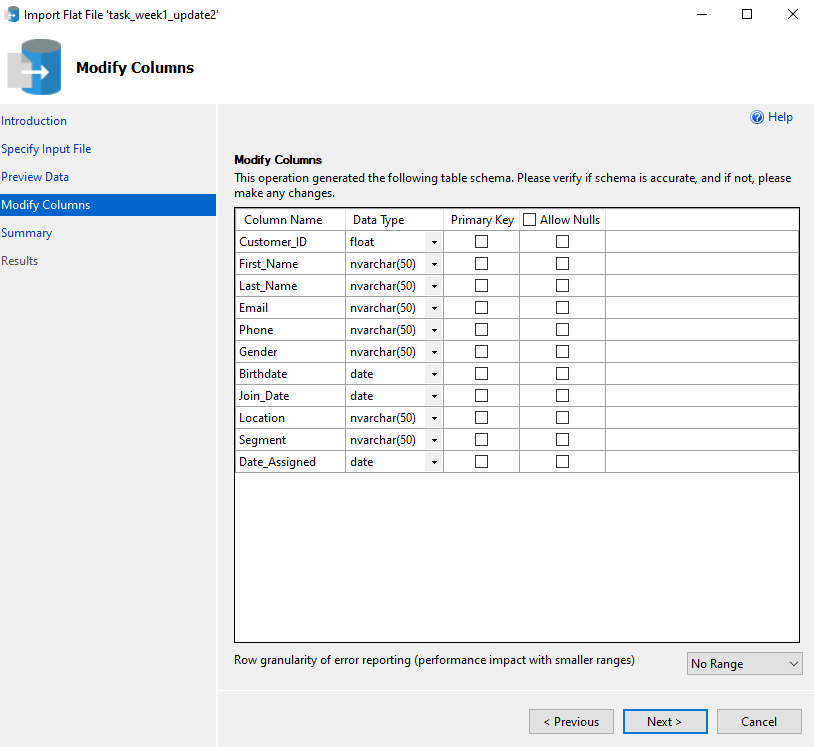 Import Flat File 'task_week1_update2'
Modify Columns
Introduction
Specify Input File
Preview Data
Modify Columns
Summary
Results
Help
Modify Columns
This operation generated the following table schema. Please verify if schema is accurate, and if not, please
make any changes.
Column Name Data Type Primary Key Allow Nulls
Customer_ID float
First_Name nvarchar(50)
Last_Name nvarchar(50)
Email nvarchar(50)
Phone nvarchar(50)
Gender nvarchar(50)
Birthdate date
Join_Date date
Location nvarchar(50)
Segment nvarchar(50)
Date_Assigned date
Row granularity of error reporting (performance impact with smaller ranges)
No Range
< Previous Next > Cancel